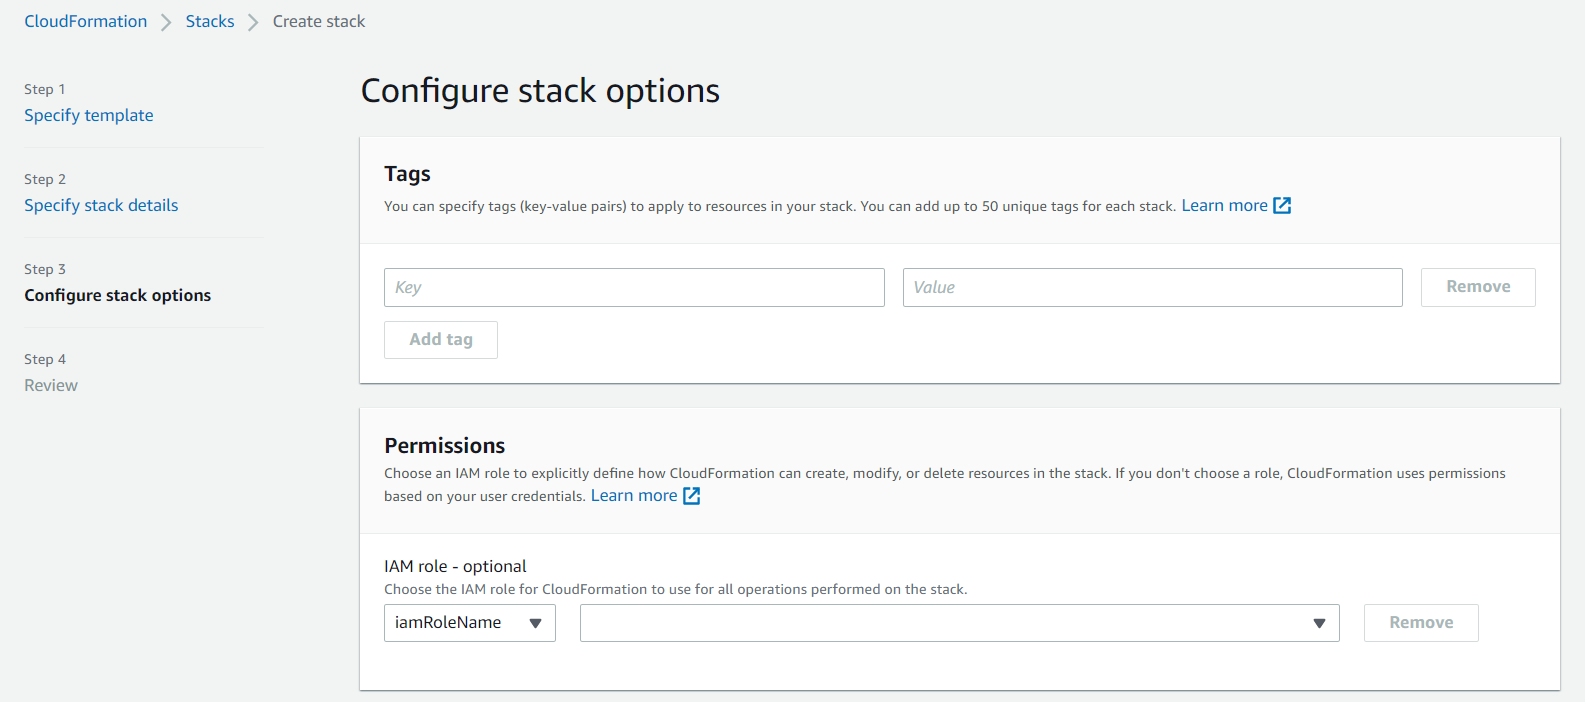 CloudFormation > Stacks > Create stack
Step 1
Specify template
Step 2
Specify stack details
Step 3
Configure stack options
Step 4
Review
Configure stack options
Tags
You can specify tags (key-value pairs) to apply to resources in your stack. You can add up to 50 unique tags for each stack. Learn more
Key
Value
Remove
Add tag
Permissions
Choose an IAM role to explicitly define how CloudFormation can create, modify, or delete resources in the stack. If you don't choose a role, CloudFormation uses permissions
based on your user credentials. Learn more
IAM role - optional
Choose the IAM role for CloudFormation to use for all operations performed on the stack.
iamRoleName
Remove